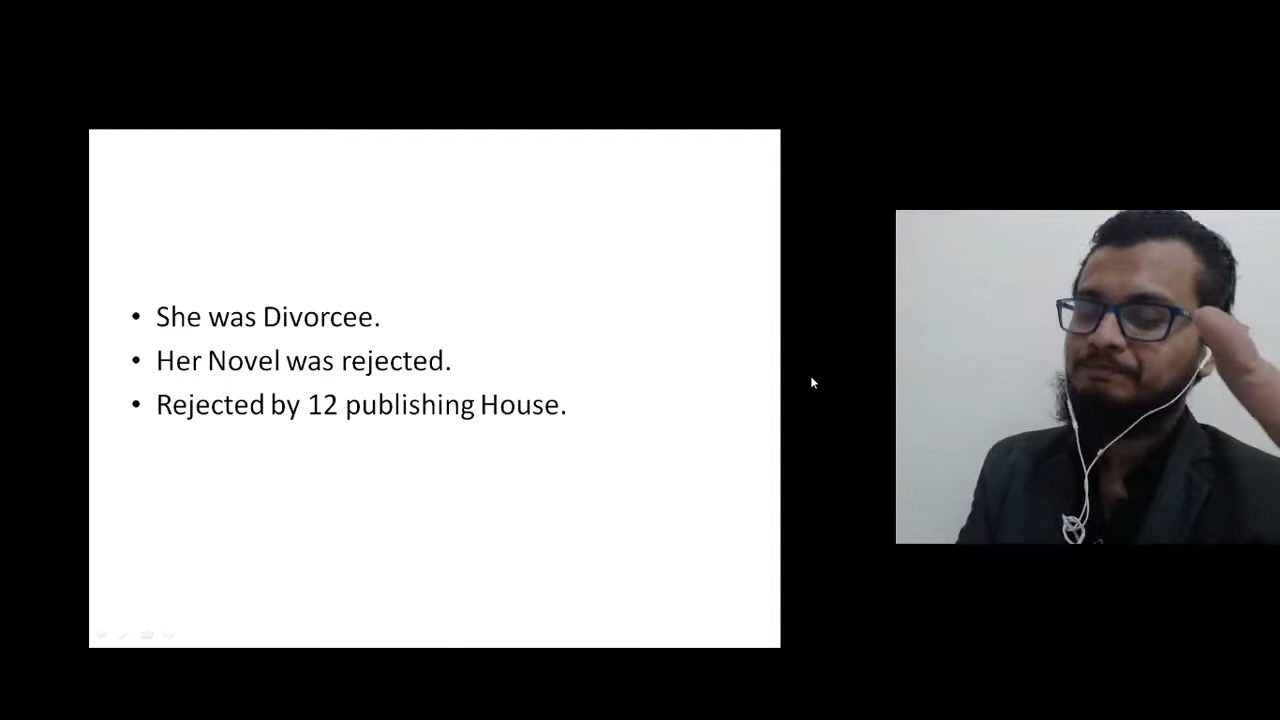 • She was Divorcee.
• Her Novel was rejected.
• Rejected by 12 publishing House.